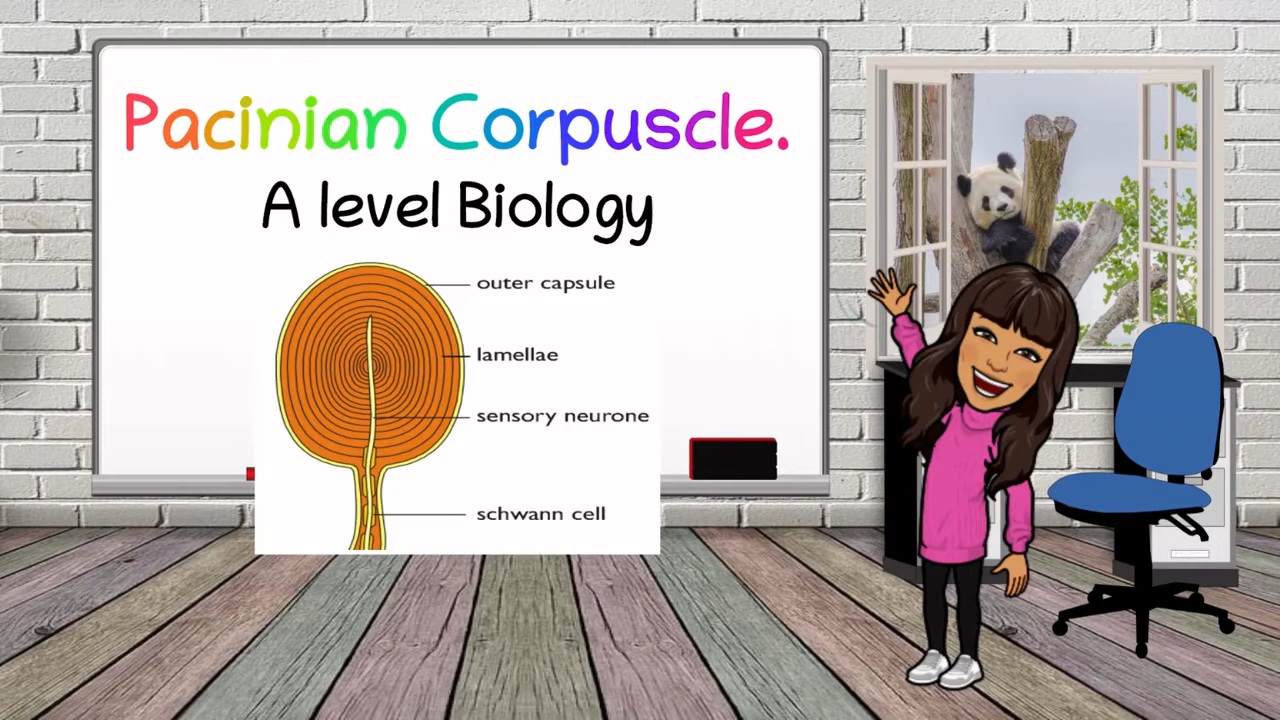 Pacinian Corpuscle.
A level Biology
outer capsule
lamellae
sensory neurone
schwann cell